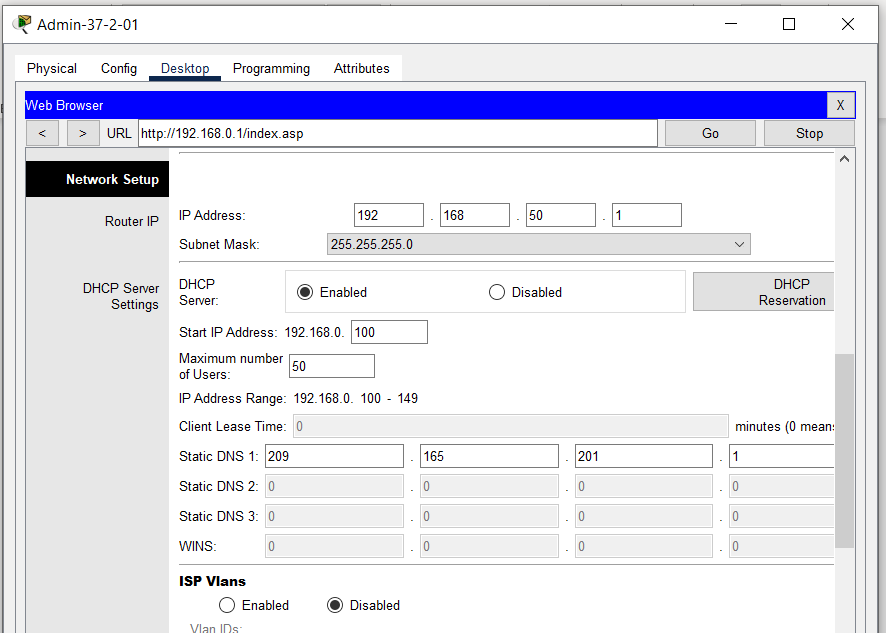 Admin-37-2-01
Physical Config Desktop Programming Attributes
Web Browser X
< > URL http://192.168.0.1/index.asp Go Stop
Network Setup
Router IP
IP Address: 192 . 168 . 50 . 1
Subnet Mask: 255.255.255.0
DHCP Server Settings
DHCP Server: Enabled Disabled DHCP Reservation
Start IP Address: 192.168.0. 100
Maximum number of Users: 50
IP Address Range: 192.168.0. 100 - 149
Client Lease Time: 0 minutes (0 means
Static DNS 1: 209 . 165 . 201 . 1
Static DNS 2: 0 . 0 . 0 . 0
Static DNS 3: 0 . 0 . 0 . 0
WINS: 0 . 0 . 0 . 0
ISP Vlans
Enabled Disabled
Vlan IDs: